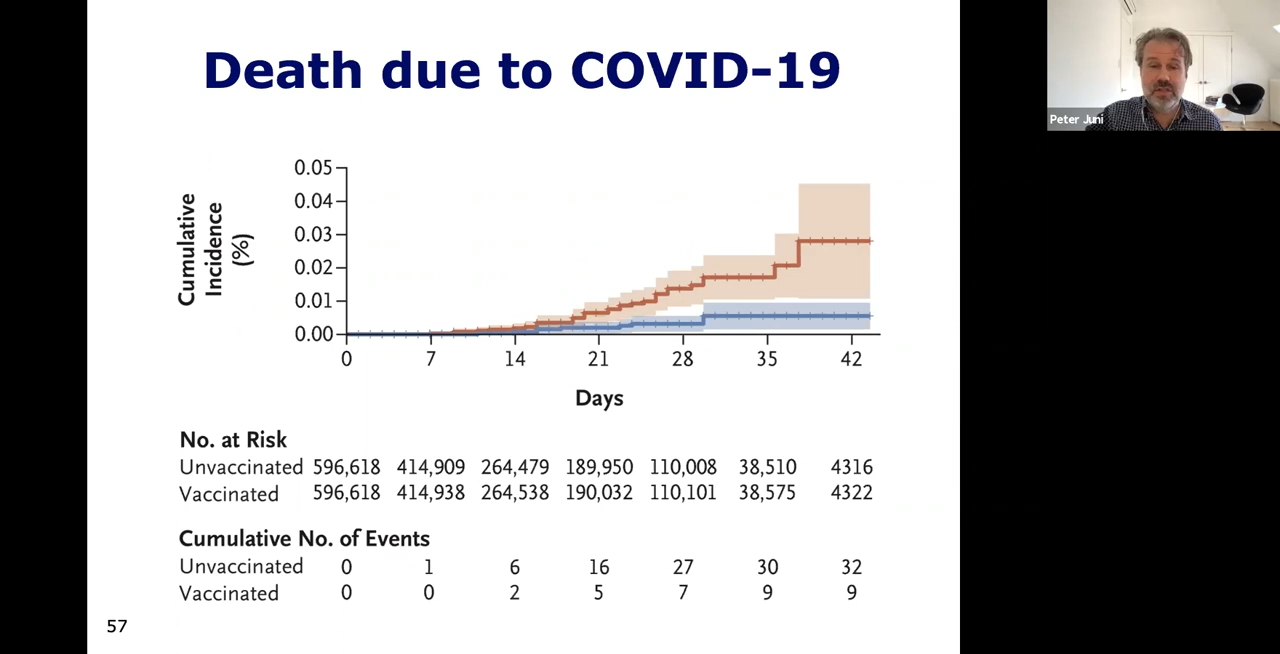 Death due to COVID-19
Peter Juni
Cumulative
Incidence
(%)
0.05
0.04
0.03
0.02
0.01
0.00
0 7 14 21 28 35 42
Days
No. at Risk
Unvaccinated 596,618 414,909 264,479 189,950 110,008 38,510 4316
Vaccinated 596,618 414,938 264,538 190,032 110,101 38,575 4322
Cumulative No. of Events
Unvaccinated 0 1 6 16 27 30 32
Vaccinated 0 0 2 5 7 9 9
57